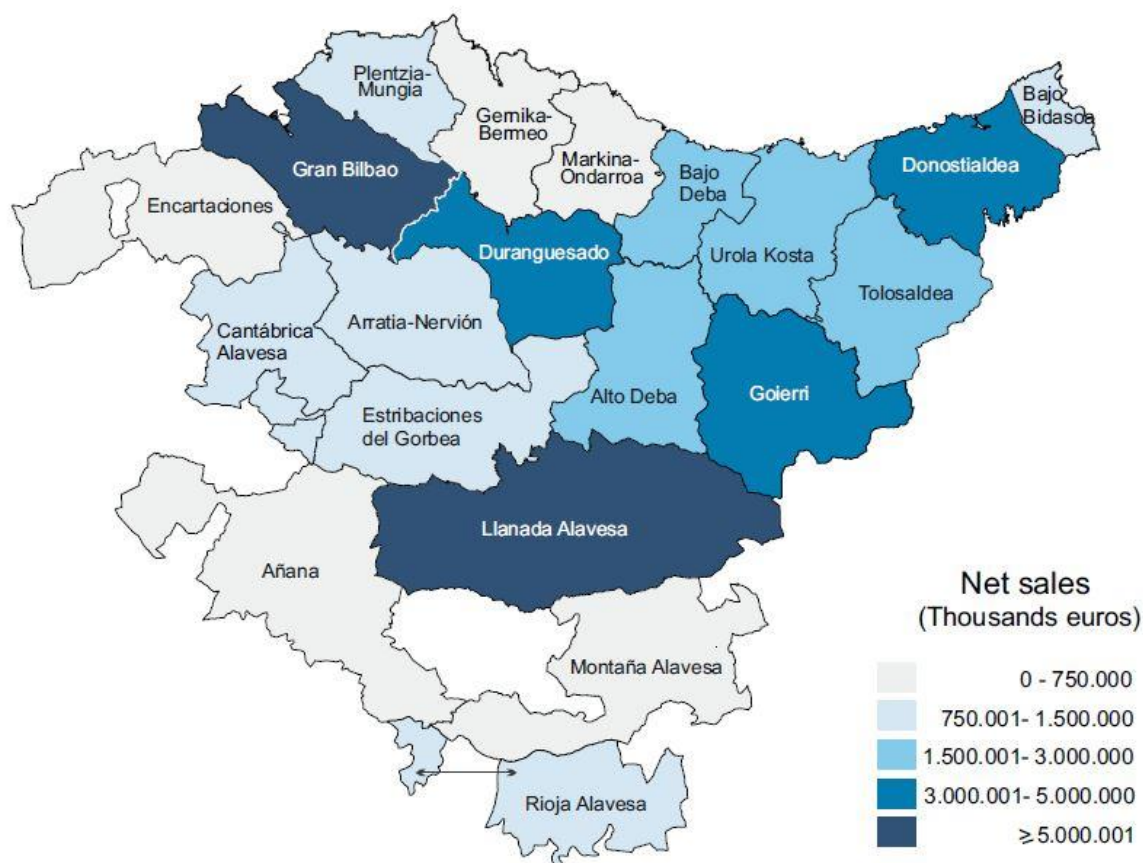 Plentzia-
Mungia
Gernika-
Bermeo
Bajo
Bidasoa
Gran Bilbao
Markina-
Ondarroa
Bajo
Deba
Donostialdea
Encartaciones
Duranguesado
Urola Kosta
Tolosaldea
Cantábrica
Alavesa
Arratia-Nervión
Alto Deba
Goierri
Estribaciones
del Gorbea
Llanada Alavesa
Añana
Montaña Alavesa
Rioja Alavesa
Net sales
(Thousands euros)
0 - 750.000
750.001- 1.500.000
1.500.001- 3.000.000
3.000.001- 5.000.000
⩾5.000.001